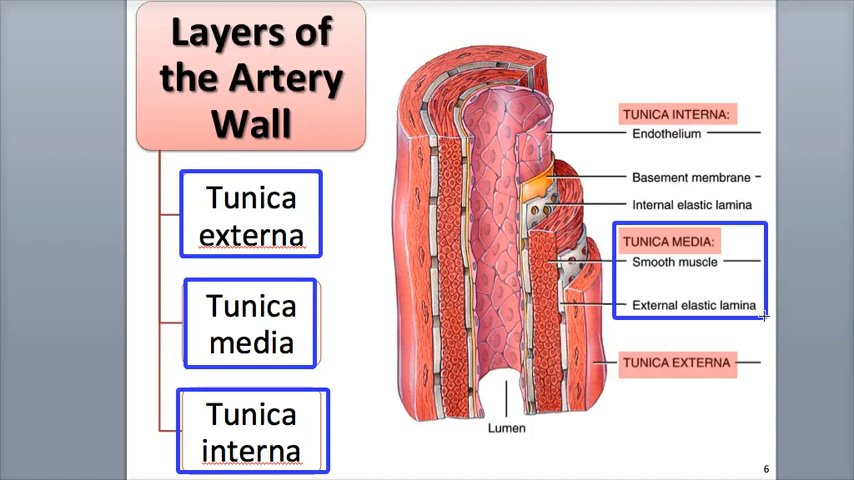 Layers of
the Artery
Wall
Tunica
externa
Tunica
media
Tunica
interna
TUNICA INTERNA:
Endothelium
Basement membrane
Internal elastic lamina
TUNICA MEDIA:
Smooth muscle
External elastic lamina
TUNICA EXTERNA
Lumen
6